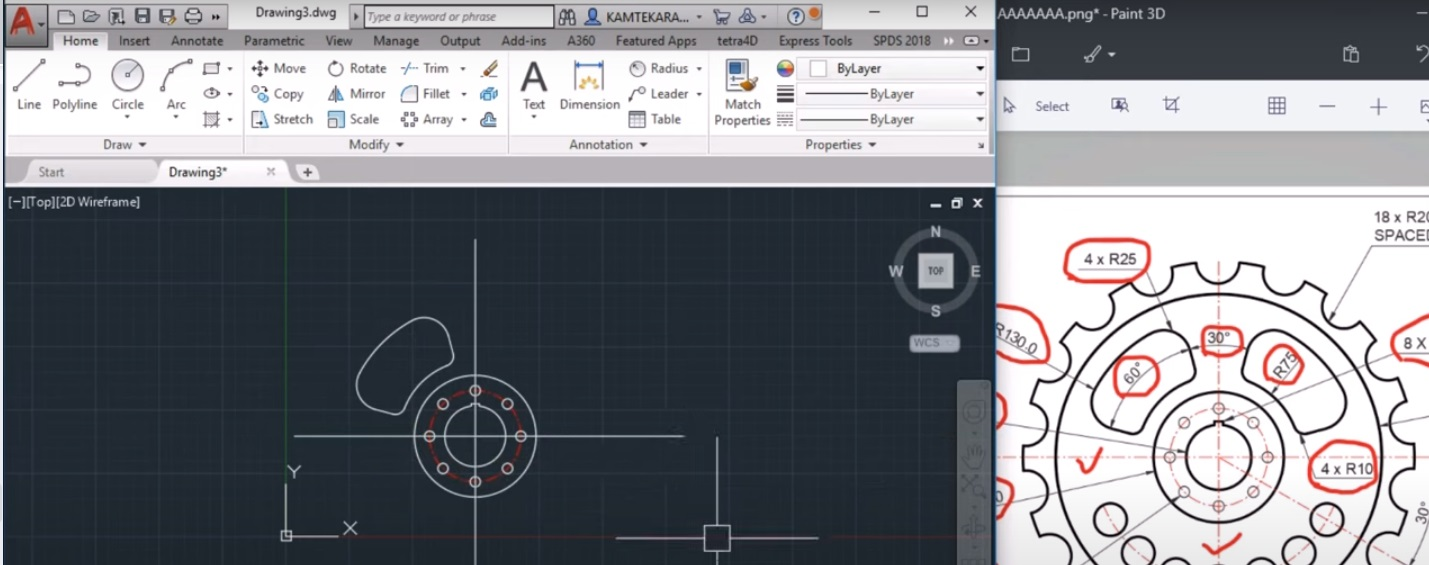 Drawing3.dwg
Type a keyword or phrase
KAMTEKARA...
AAAAAAA.png* - Paint 3D
Home Insert Annotate Parametric View Manage Output Add-ins A360 Featured Apps tetra4D Express Tools SPDS 2018
Line Polyline Circle Arc
Move Rotate Trim
Copy Mirror Fillet
Stretch Scale Array
Text Dimension
Radius
Leader
Table
Match
Properties
ByLayer
ByLayer
ByLayer
Draw Modify Annotation Properties
Select
Start Drawing3*
[−][Top][2D Wireframe]
N
W TOP E
S
WCS
Y
X
18 x R20
SPACED
4 x R25
R130.0
30°
8 X
60°
R75
4 x R10
30°